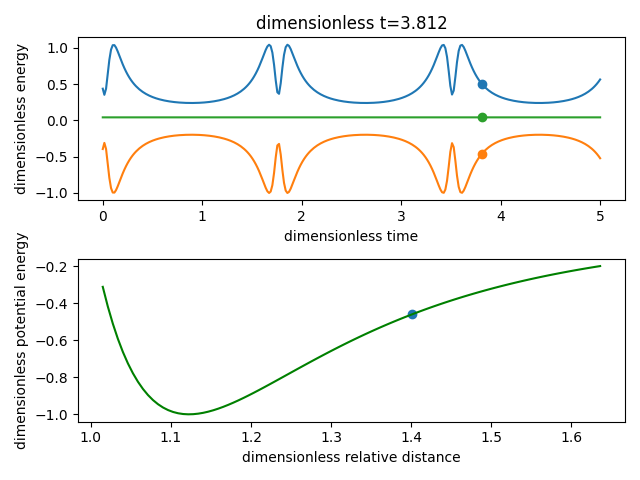 dimensionless t=3.812
dimensionless energy
1.0
0.5
0.0
−0.5
−1.0
0 1 2 3 4 5
dimensionless time
dimensionless potential energy
−0.2
−0.4
−0.6
−0.8
−1.0
1.0 1.1 1.2 1.3 1.4 1.5 1.6
dimensionless relative distance